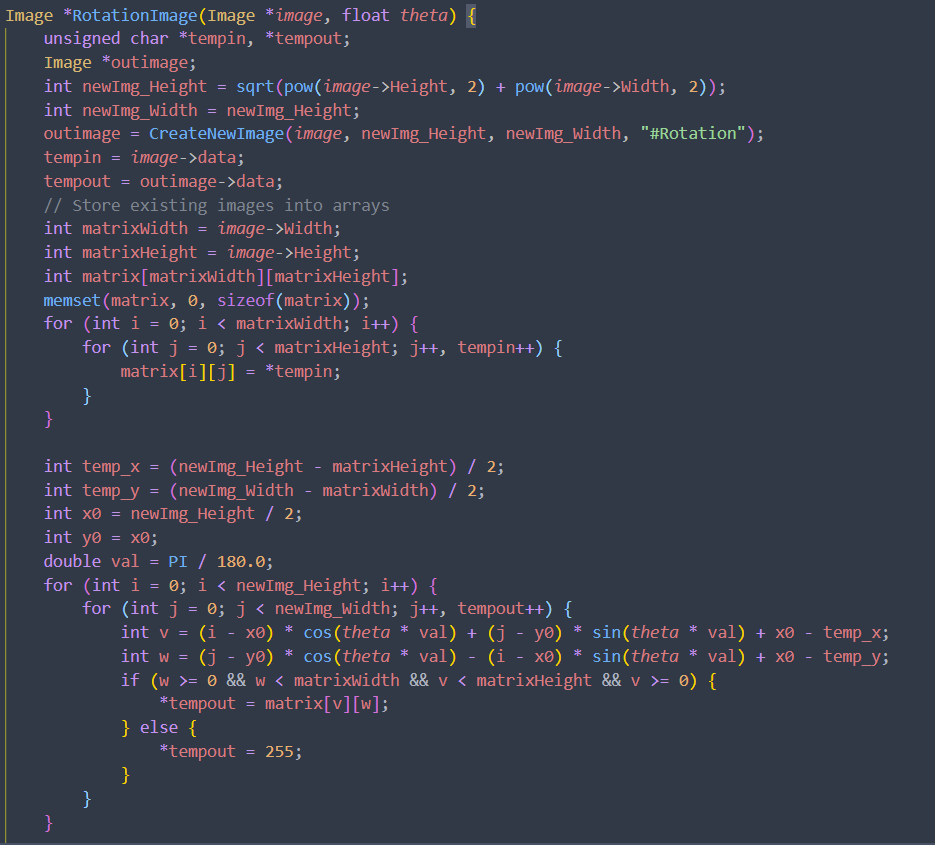 Image *RotationImage(Image *image, float theta) {
    unsigned char *tempin, *tempout;
    Image *outimage;
    int newImg_Height = sqrt(pow(image->Height, 2) + pow(image->Width, 2));
    int newImg_Width = newImg_Height;
    outimage = CreateNewImage(image, newImg_Height, newImg_Width, "#Rotation");
    tempin = image->data;
    tempout = outimage->data;
    // Store existing images into arrays
    int matrixWidth = image->Width;
    int matrixHeight = image->Height;
    int matrix[matrixWidth][matrixHeight];
    memset(matrix, 0, sizeof(matrix));
    for (int i = 0; i < matrixWidth; i++) {
        for (int j = 0; j < matrixHeight; j++, tempin++) {
            matrix[i][j] = *tempin;
        }
    }

    int temp_x = (newImg_Height - matrixHeight) / 2;
    int temp_y = (newImg_Width - matrixWidth) / 2;
    int x0 = newImg_Height / 2;
    int y0 = x0;
    double val = PI / 180.0;
    for (int i = 0; i < newImg_Height; i++) {
        for (int j = 0; j < newImg_Width; j++, tempout++) {
            int v = (i - x0) * cos(theta * val) + (j - y0) * sin(theta * val) + x0 - temp_x;
            int w = (j - y0) * cos(theta * val) - (i - x0) * sin(theta * val) + x0 - temp_y;
            if (w >= 0 && w < matrixWidth && v < matrixHeight && v >= 0) {
                *tempout = matrix[v][w];
            } else {
                *tempout = 255;
            }
        }
    }